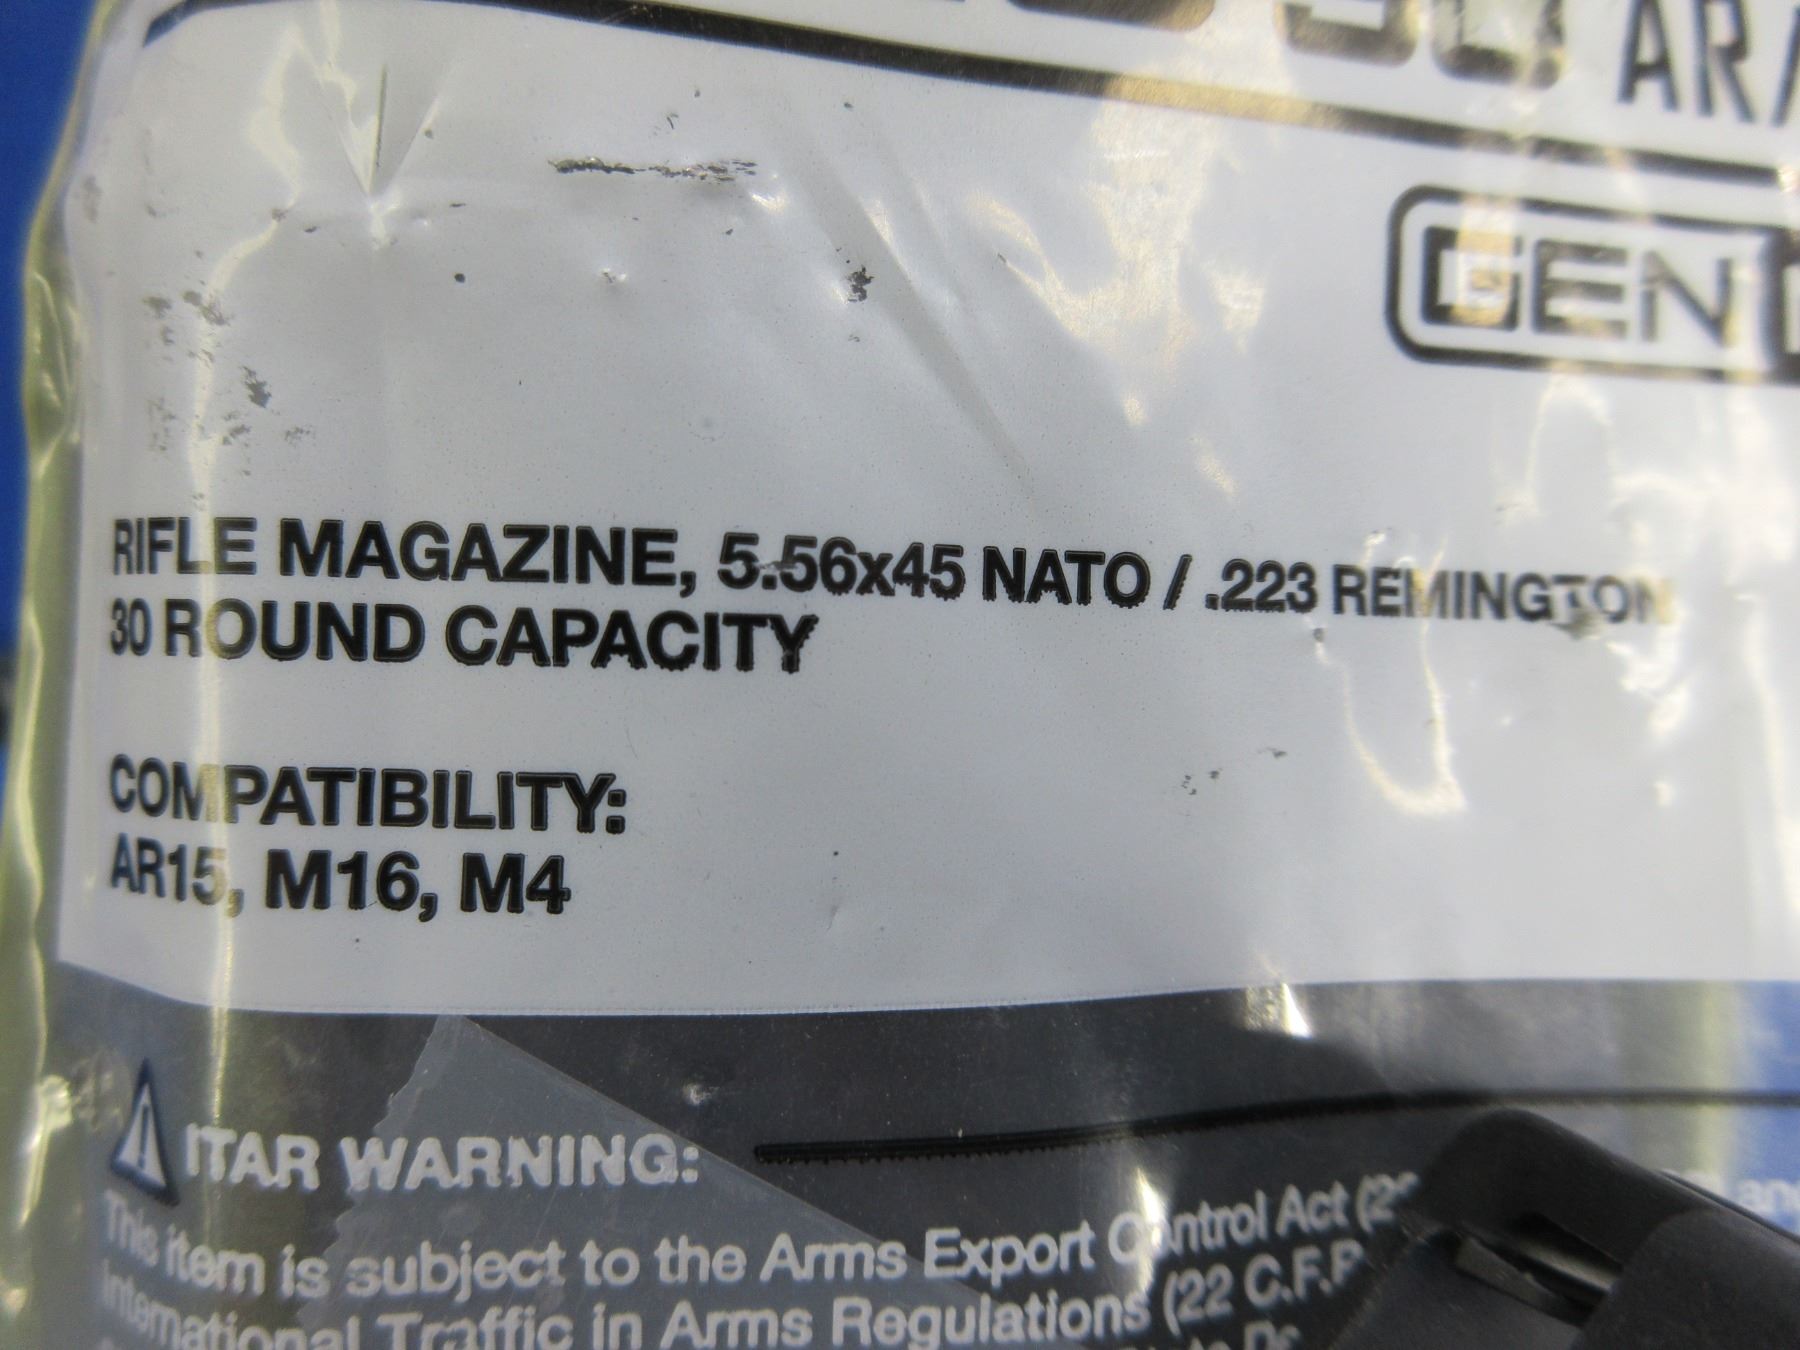 AR/
GEN
RIFLE MAGAZINE, 5.56x45 NATO / .223 REMINGTON
30 ROUND CAPACITY
COMPATIBILITY:
AR15, M16, M4
ITAR WARNING:
This item is subject to the Arms Export Control Act (2
International Traffic in Arms Regulations (22 C.F.R